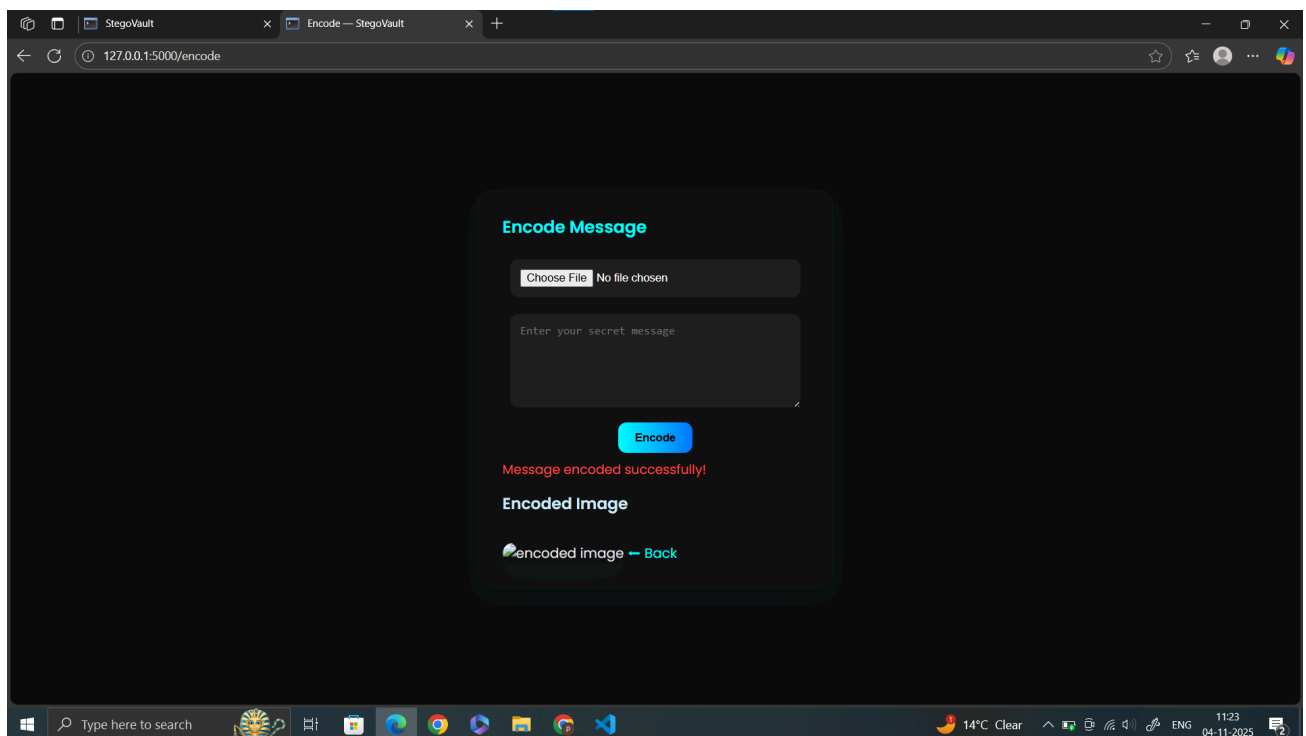 StegoVault
Encode — StegoVault
127.0.0.1:5000/encode
Encode Message
Choose File No file chosen
Enter your secret message
Encode
Message encoded successfully!
Encoded Image
encoded image ← Back
Type here to search
14°C Clear
ENG
11:23
04-11-2025
2